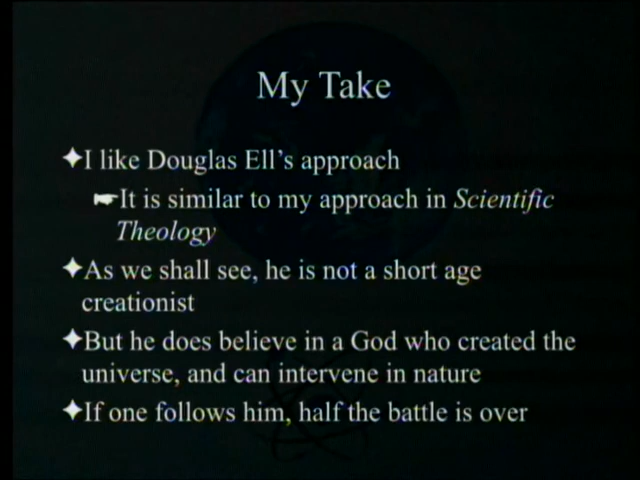 My Take
I like Douglas Ell's approach
It is similar to my approach in Scientific
Theology
As we shall see, he is not a short age
creationist
But he does believe in a God who created the
universe, and can intervene in nature
If one follows him, half the battle is over